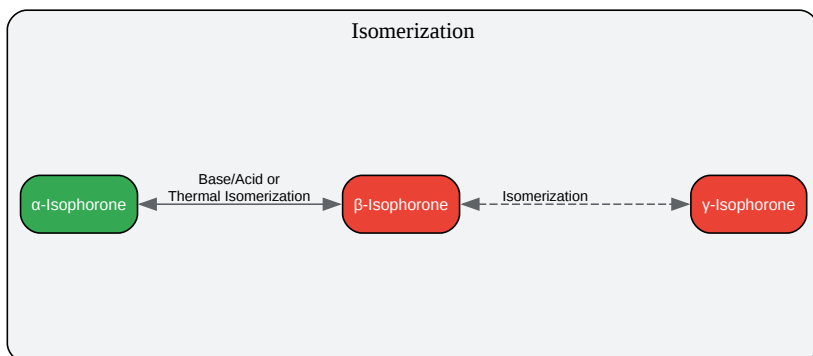 Isomerization
Base/Acid or
Thermal Isomerization
Isomerization
α-Isophorone
β-Isophorone
γ-Isophorone